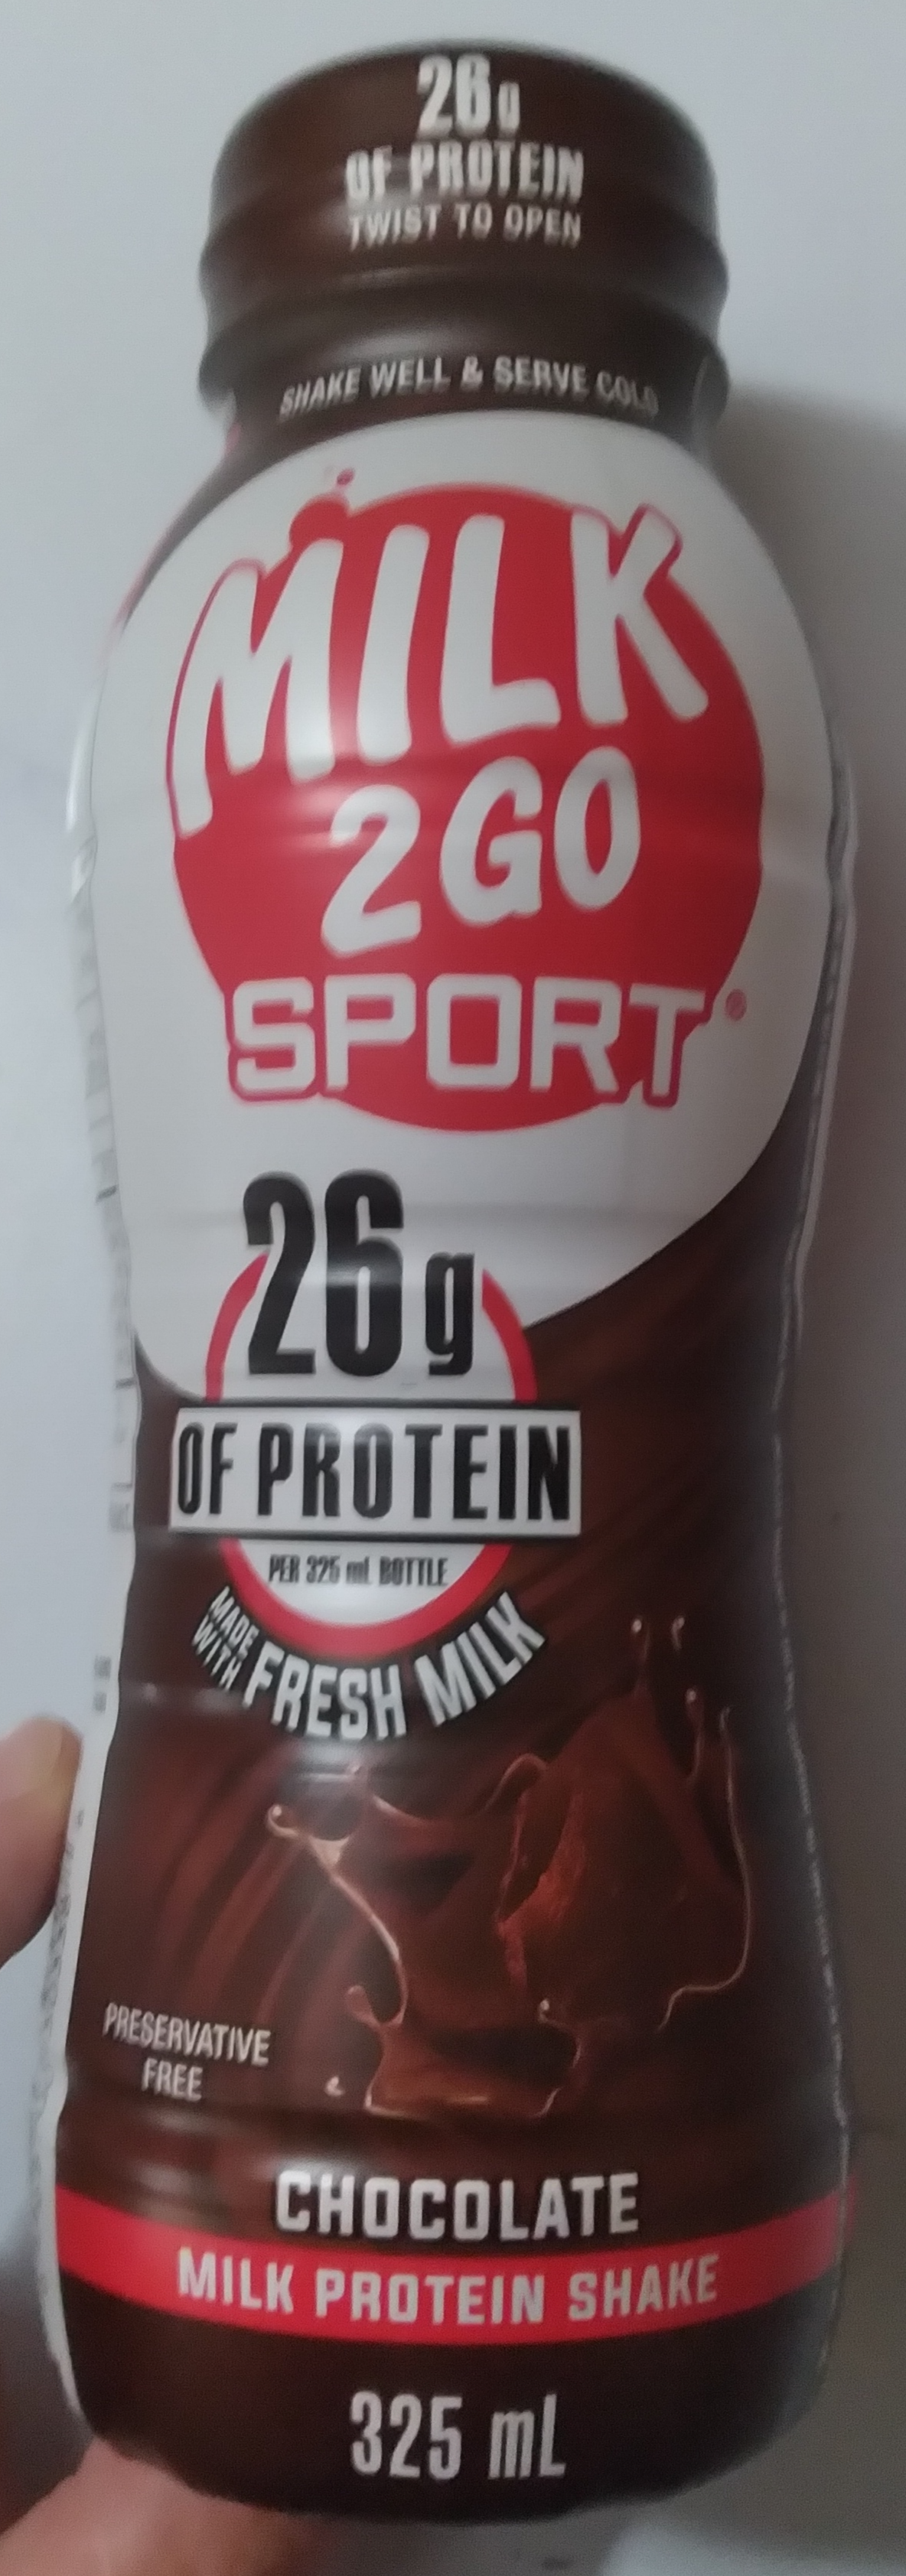 26g
OF PROTEIN
TWIST TO OPEN
SHAKE WELL & SERVE COLD
MILK
2GO
SPORT®
26 g
OF PROTEIN
PER 325 mL BOTTLE
MADE
WITH FRESH MILK
PRESERVATIVE
FREE
CHOCOLATE
MILK PROTEIN SHAKE
325 mL